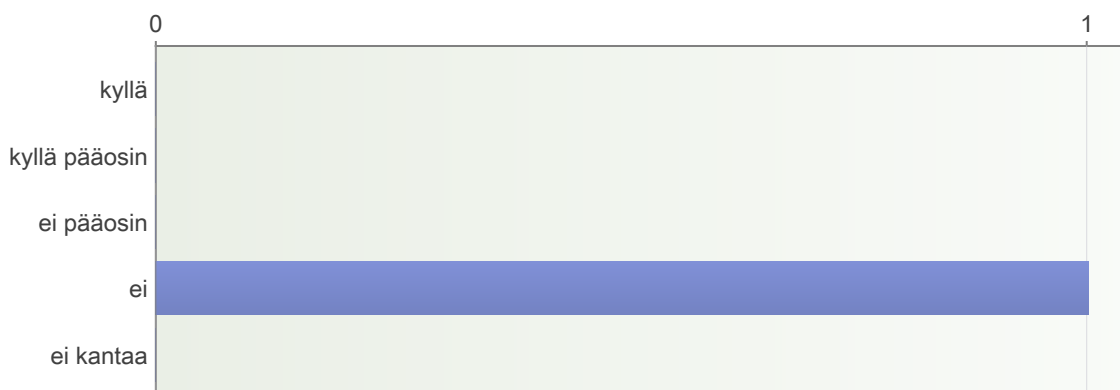 0 1
kyllä
kyllä pääosin
ei pääosin
ei
ei kantaa